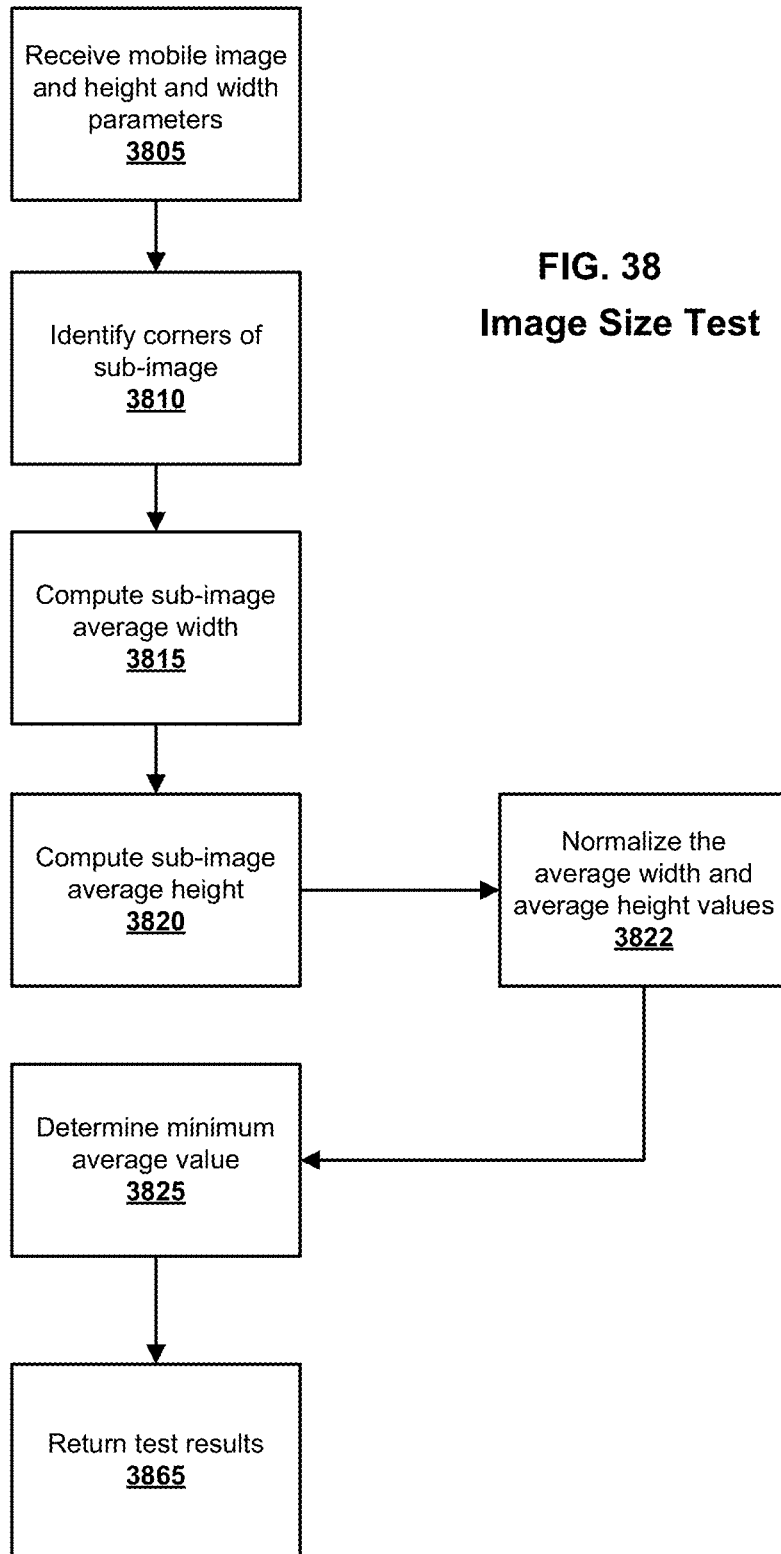 Receive mobile image
and height and width
parameters
3805
FIG. 38
Image Size Test
Identify corners of
sub-image
3810
Compute sub-image
average width
3815
Compute sub-image
average height
3820
Normalize the
average width and
average height values
3822
Determine minimum
average value
3825
Return test results
3865